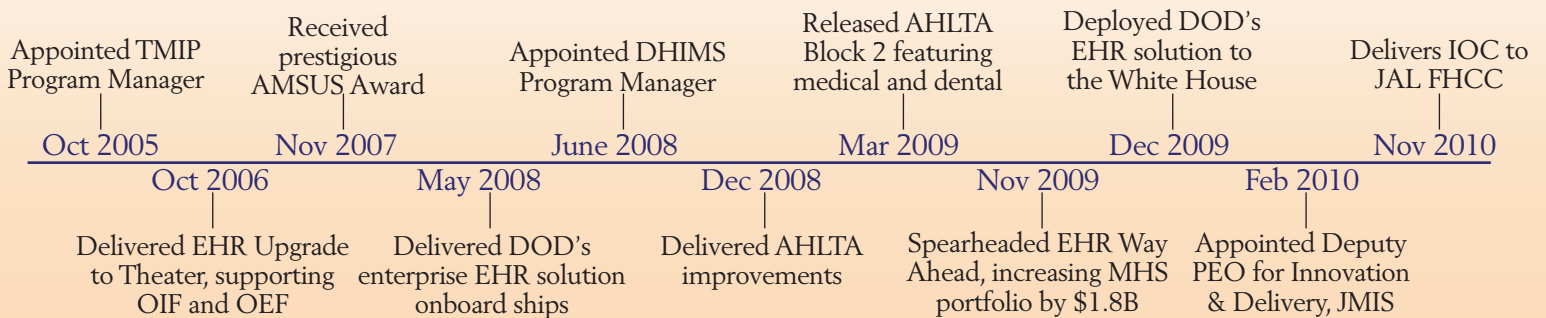 Appointed TMIP
Program Manager
Oct 2005
Oct 2006
Delivered EHR Upgrade
to Theater, supporting
OIF and OEF
Received
prestigious
AMSUS Award
Nov 2007
May 2008
Delivered DOD’s
enterprise EHR solution
onboard ships
Appointed DHIMS
Program Manager
June 2008
Dec 2008
Delivered AHLTA
improvements
Released AHLTA
Block 2 featuring
medical and dental
Mar 2009
Nov 2009
Spearheaded EHR Way
Ahead, increasing MHS
portfolio by $1.8B
Deployed DOD’s
EHR solution to
the White House
Dec 2009
Feb 2010
Appointed Deputy
PEO for Innovation
& Delivery, JMIS
Delivers IOC to
JAL FHCC
Nov 2010